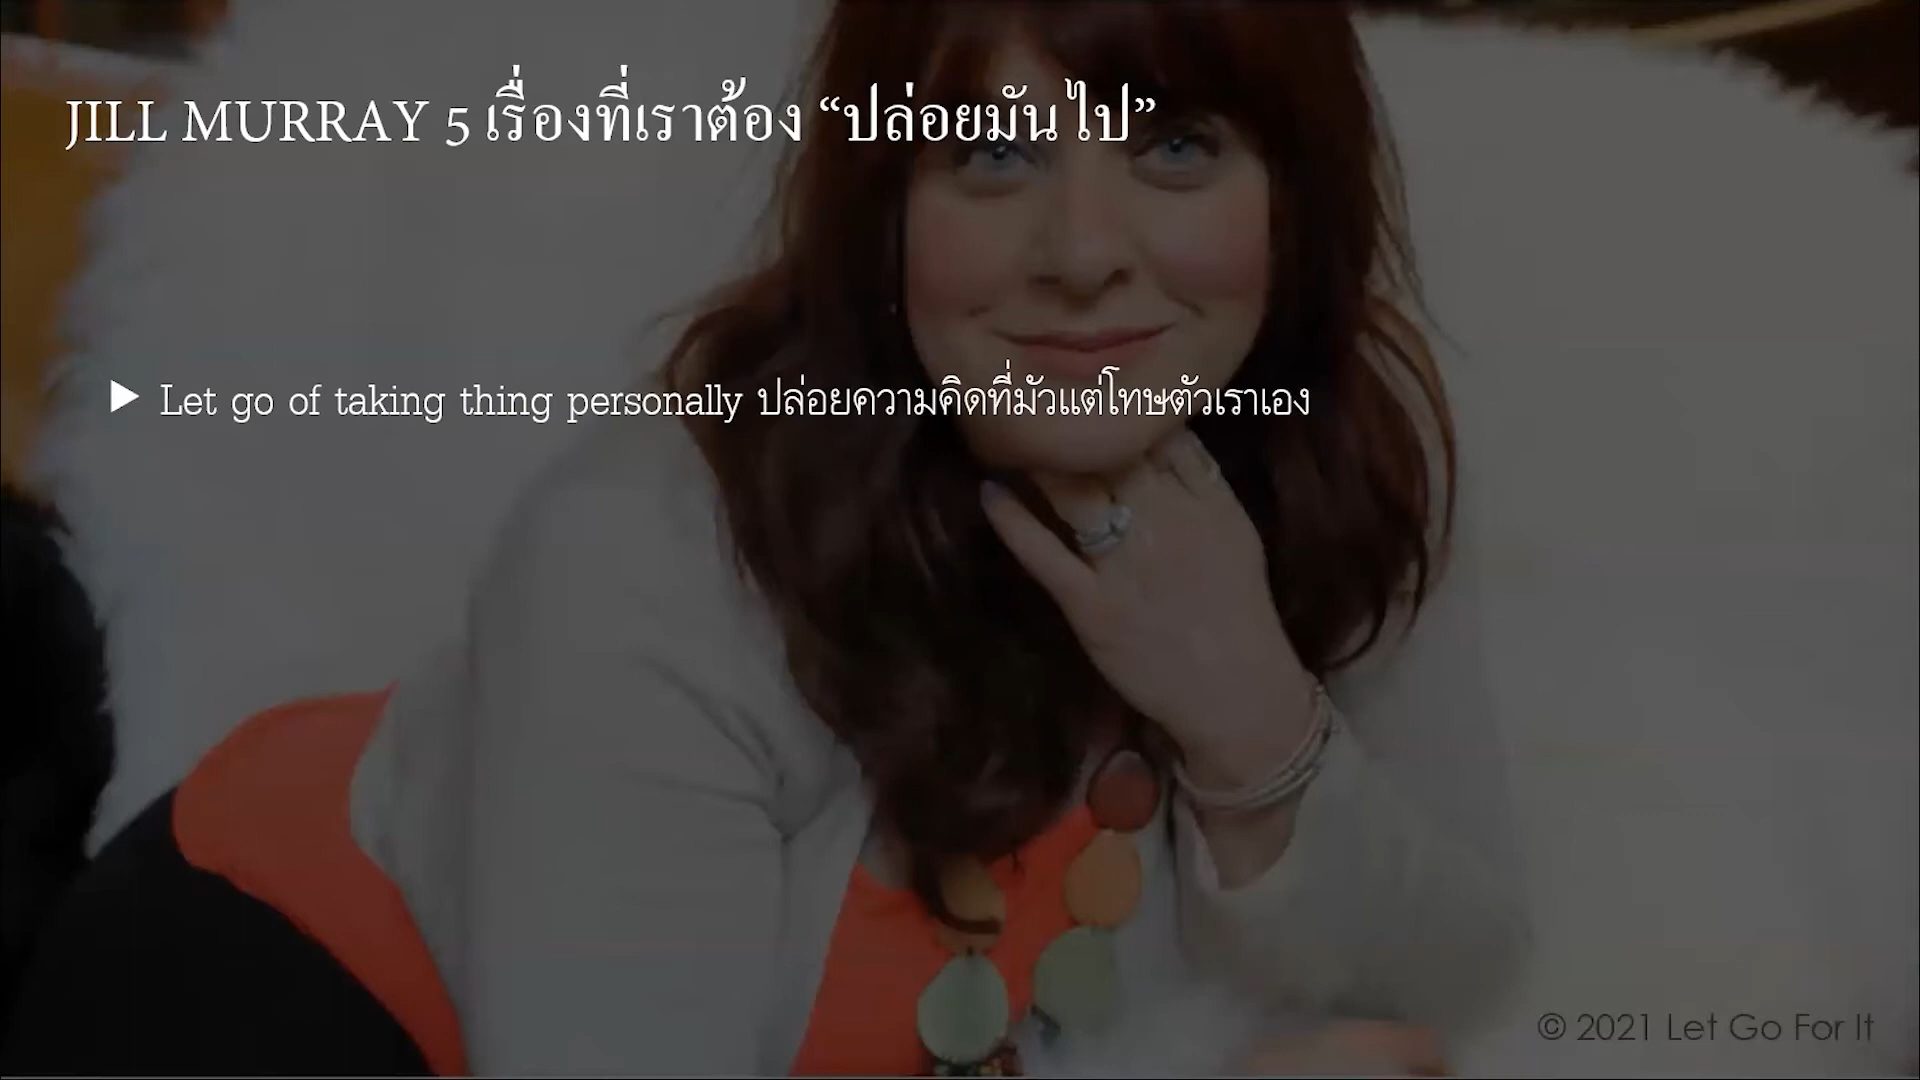 JILL MURRAY 5 เรื่องที่เราต้อง “ปล่อยมันไป”
Let go of taking thing personally ปล่อยความคิดที่มัวแต่โทษตัวเราเอง
© 2021 Let Go For It